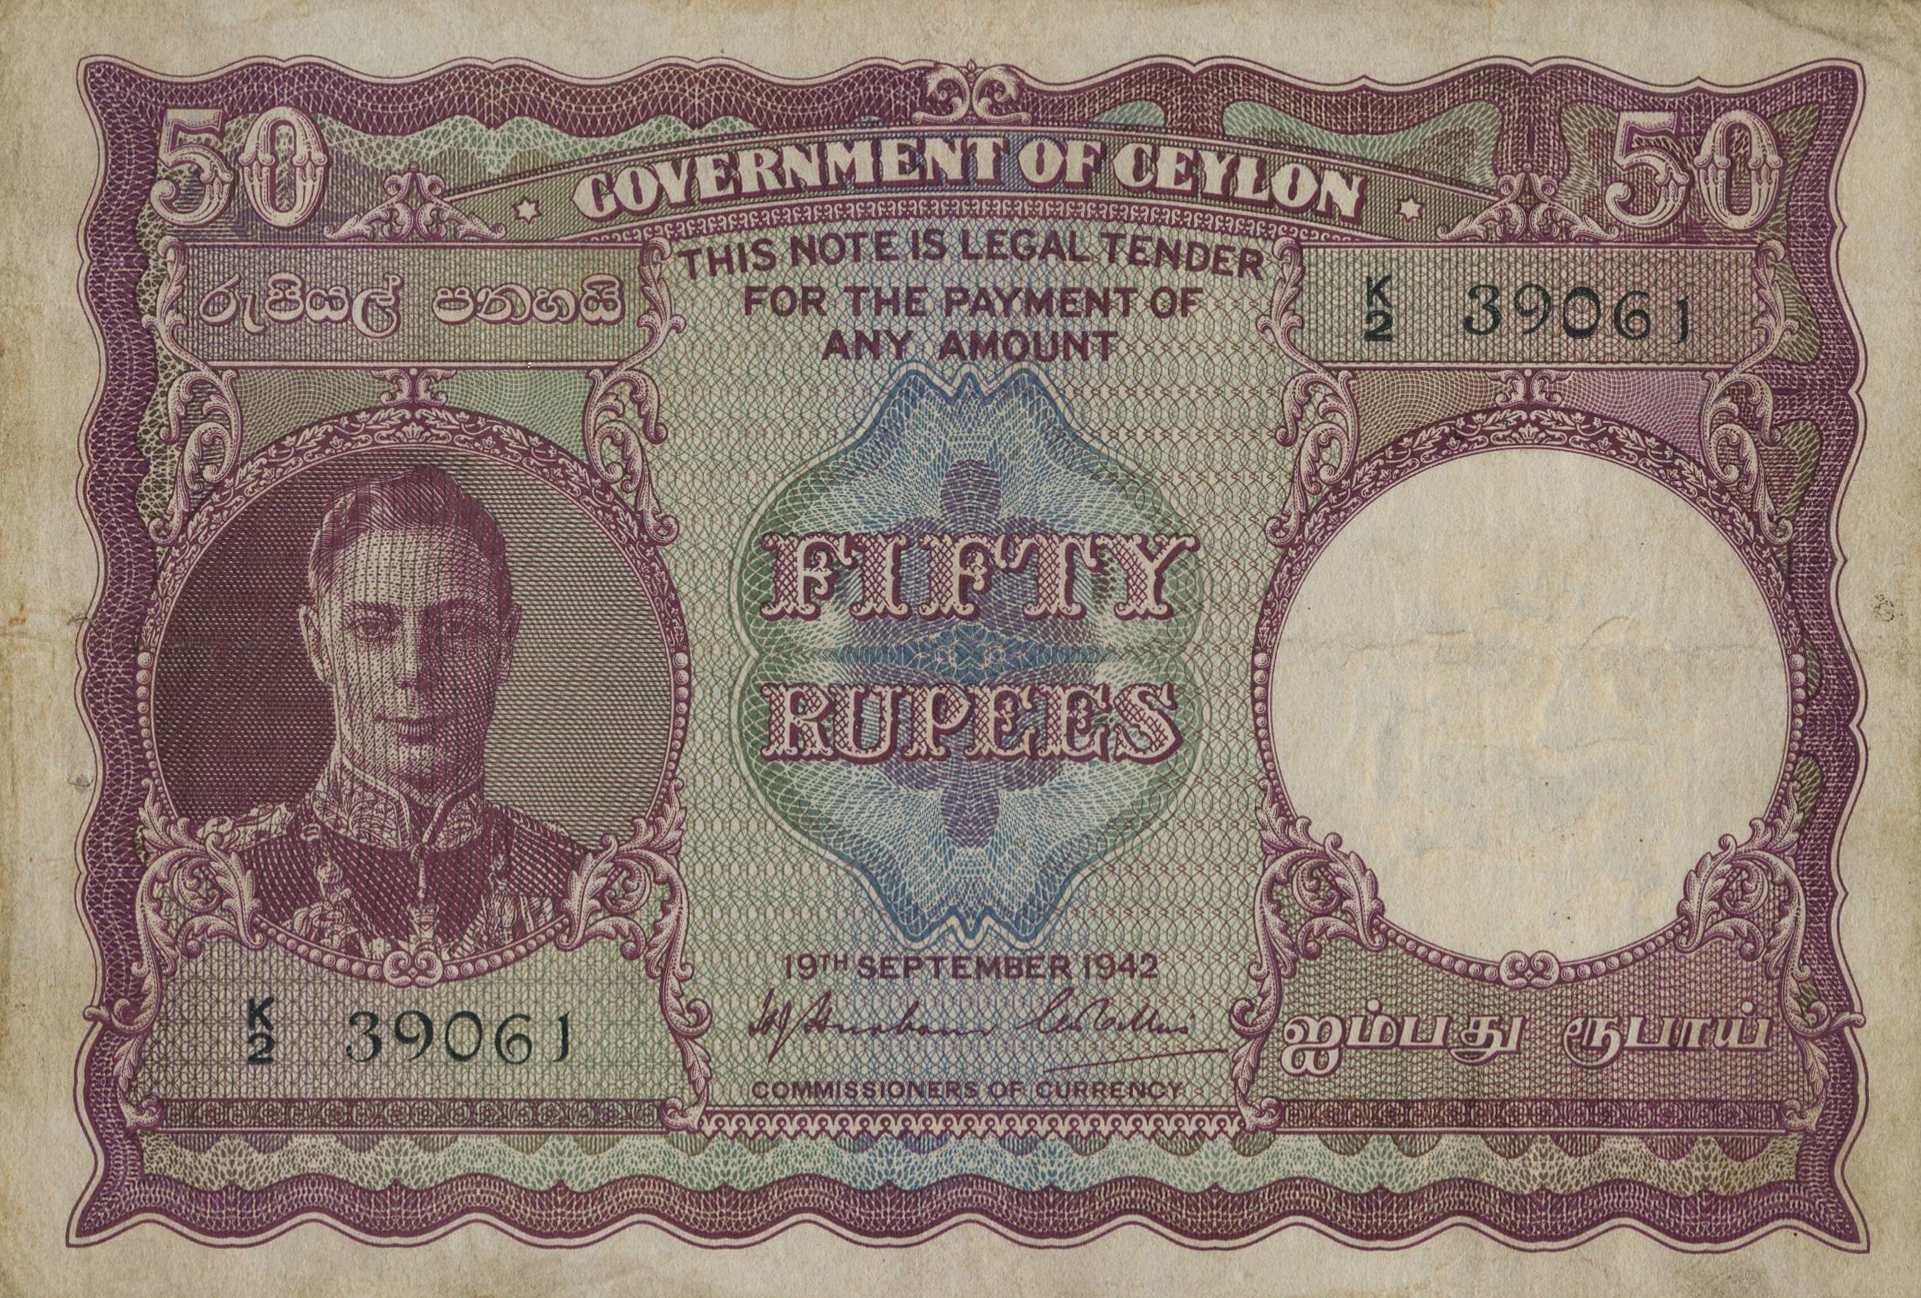 50
GOVERNMENT OF CEYLON
50
රුපියල් පනහයි
THIS NOTE IS LEGAL TENDER
FOR THE PAYMENT OF
ANY AMOUNT
K
2 39061
FIFTY
RUPEES
19TH SEPTEMBER 1942
COMMISSIONERS OF CURRENCY
K
2 39061
ஐம்பது ரூபாய்